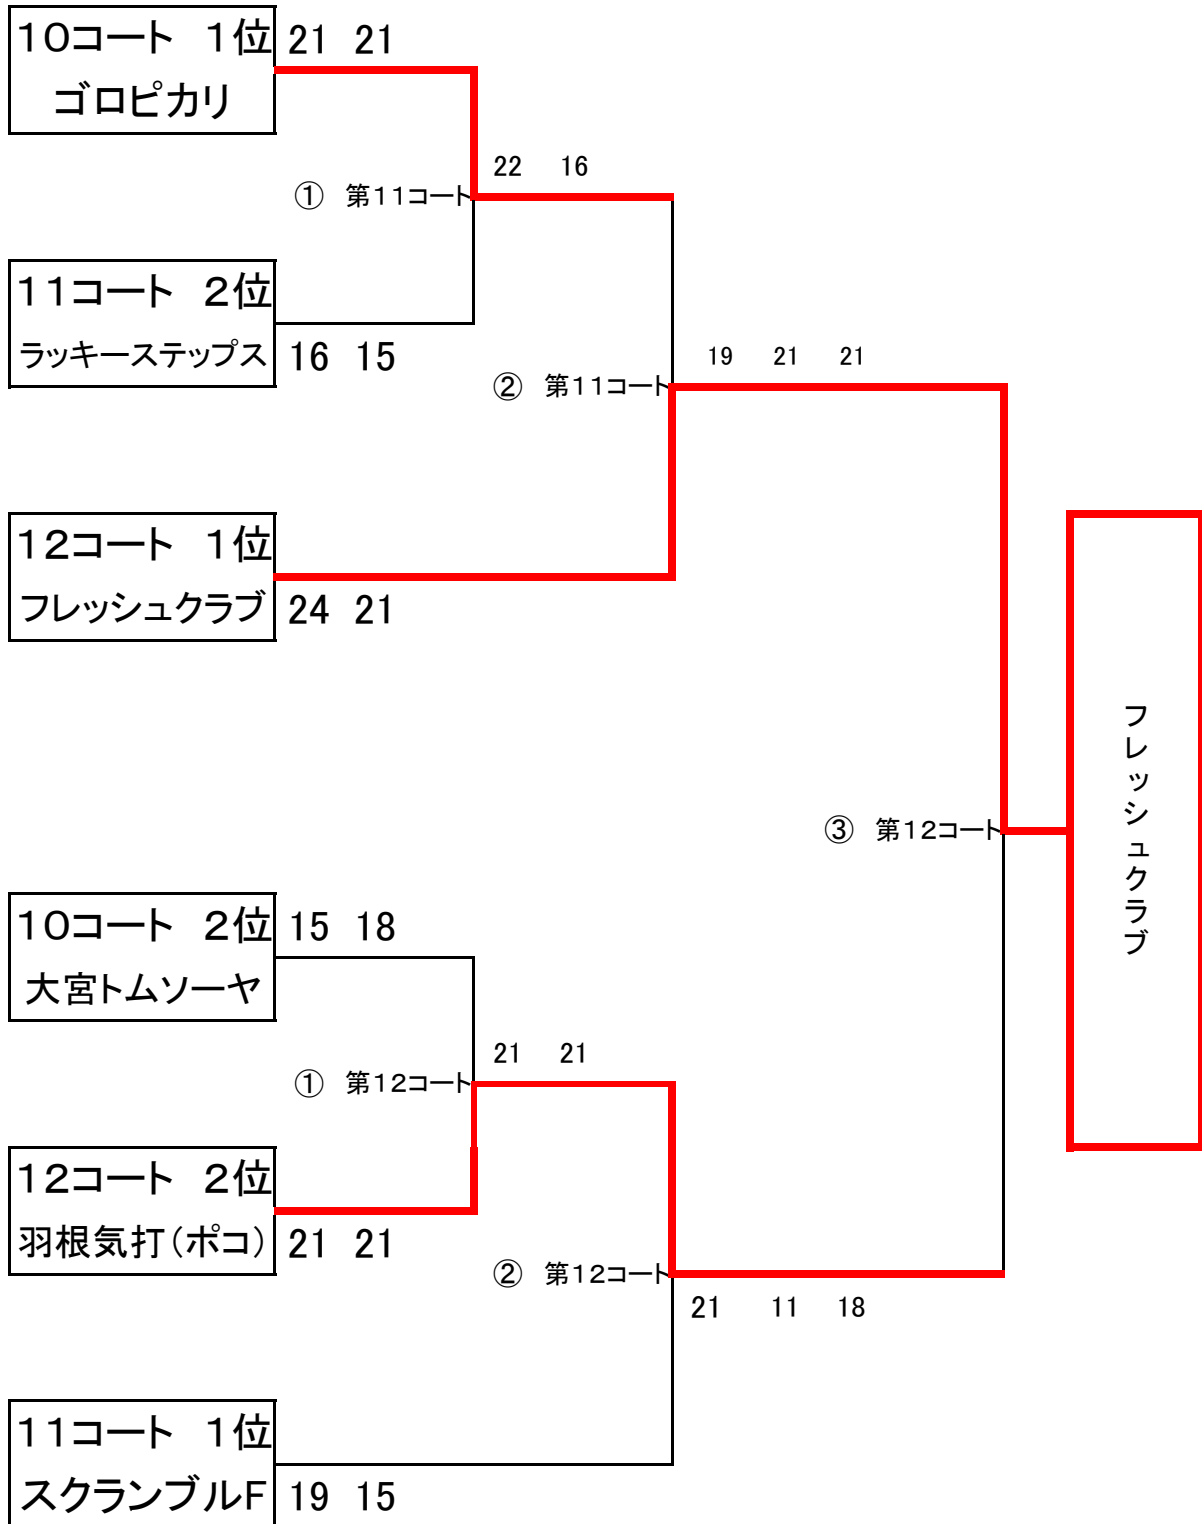 10コート 1位 21 21
ゴロピカリ
22 16
① 第11コート
11コート 2位
ラッキーステップス 16 15
19 21 21
② 第11コート
12コート 1位
フレッシュクラブ 24 21
フレッシュクラブ
③ 第12コート
10コート 2位 15 18
大宮トムソーヤ
21 21
① 第12コート
12コート 2位
羽根気打(ポコ) 21 21
② 第12コート
21 11 18
11コート 1位
スクランブルF 19 15